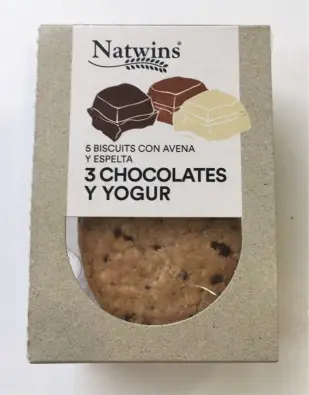 Natwins®
5 BISCUITS CON AVENA
Y ESPELTA
3 CHOCOLATES
Y YOGUR